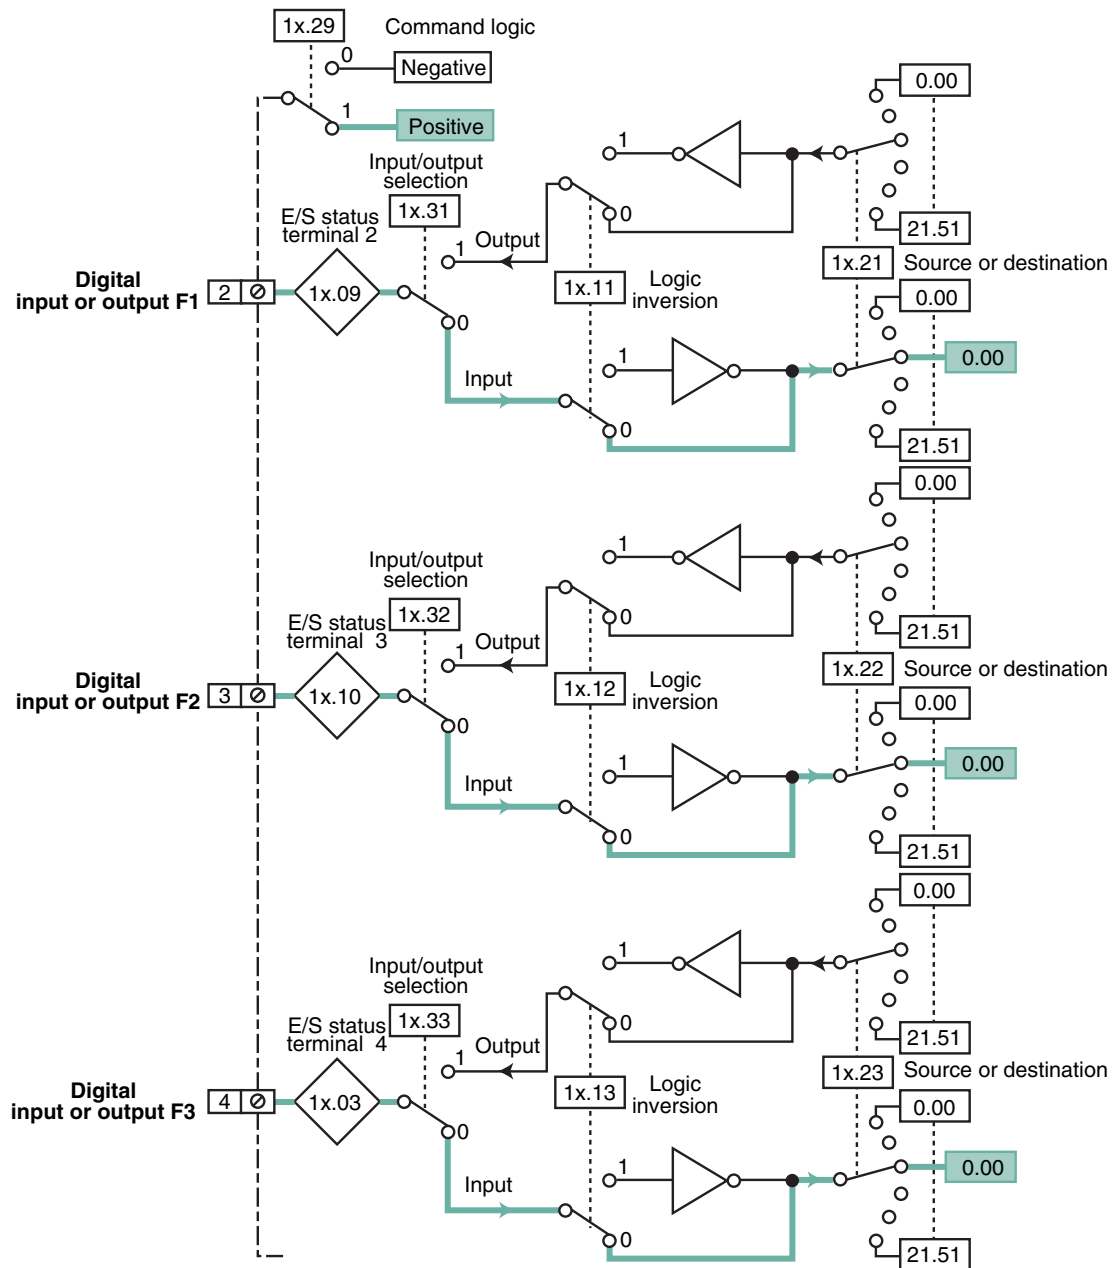 1x.29
Command logic
0
Negative
1
Positive
0.00
Input/output
selection
1x.31
1
0
21.51
E/S status
terminal 2
1
Output
1x.21
Source or destination
Digital
input or output F1
2
1x.09
1x.11
Logic
inversion
0.00
0
1
0.00
Input
0
21.51
0.00
Input/output
selection
1x.32
1
0
21.51
E/S status
terminal 3
1
Output
1x.22
Source or destination
Digital
input or output F2
3
1x.10
1x.12
Logic
inversion
0.00
0
1
0.00
Input
0
21.51
0.00
Input/output
selection
1x.33
1
0
21.51
E/S status
terminal 4
1
Output
1x.23
Source or destination
Digital
input or output F3
4
1x.03
1x.13
Logic
inversion
0.00
0
1
0.00
Input
0
21.51